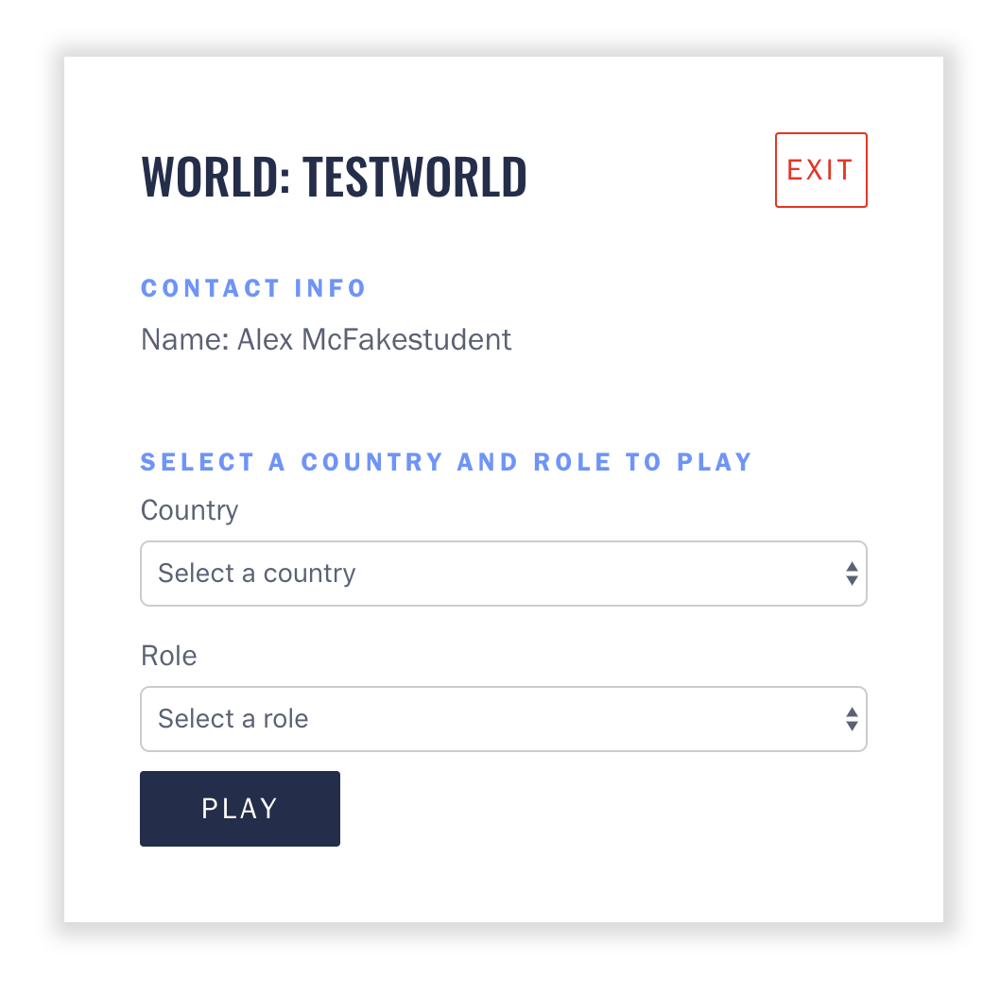 WORLD: TESTWORLD
EXIT
CONTACT INFO
Name: Alex McFakestudent
SELECT A COUNTRY AND ROLE TO PLAY
Country
Select a country
Role
Select a role
PLAY